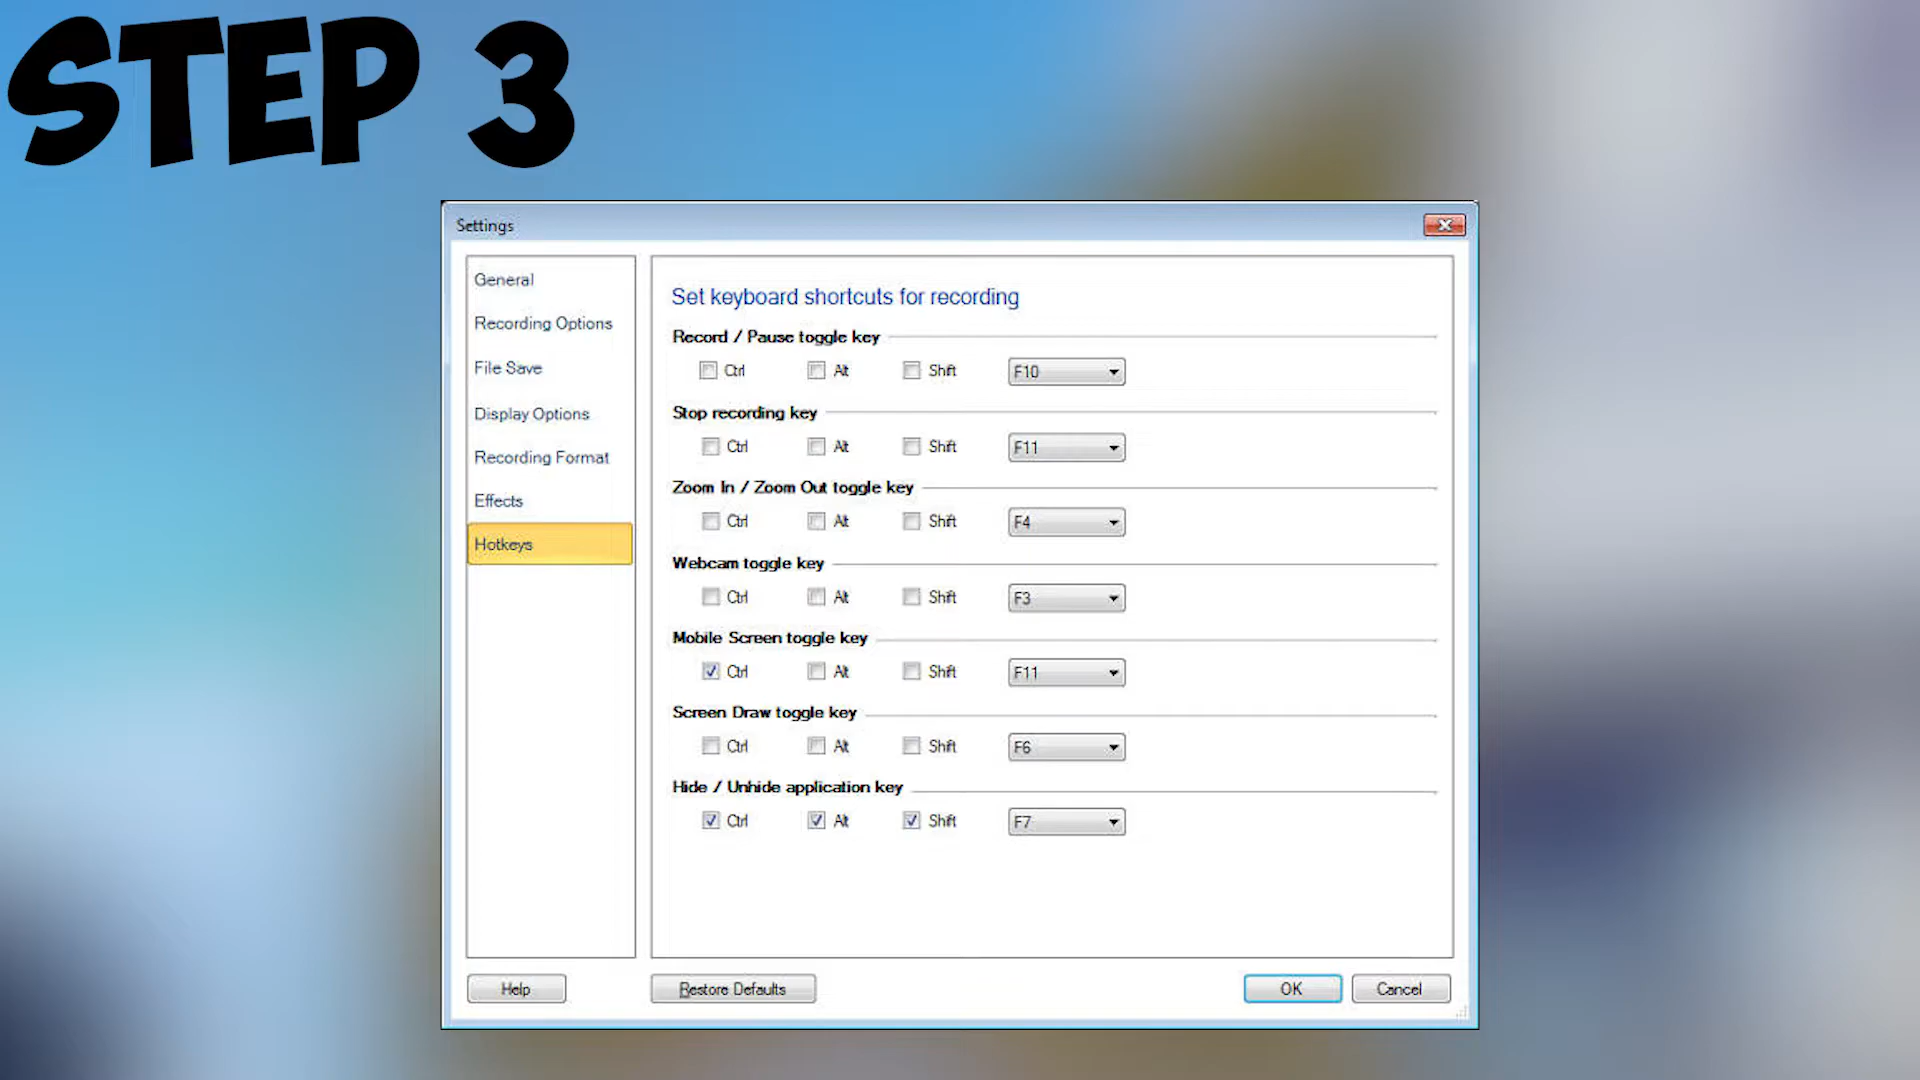 STEP 3
Settings
General
Recording Options
File Save
Display Options
Recording Format
Effects
Hotkeys
Set keyboard shortcuts for recording
Record / Pause toggle key
Ctrl Alt Shift F10
Stop recording key
Ctrl Alt Shift F11
Zoom In / Zoom Out toggle key
Ctrl Alt Shift F4
Webcam toggle key
Ctrl Alt Shift F3
Mobile Screen toggle key
Ctrl Alt Shift F11
Screen Draw toggle key
Ctrl Alt Shift F6
Hide / Unhide application key
Ctrl Alt Shift F7
Help Restore Defaults OK Cancel